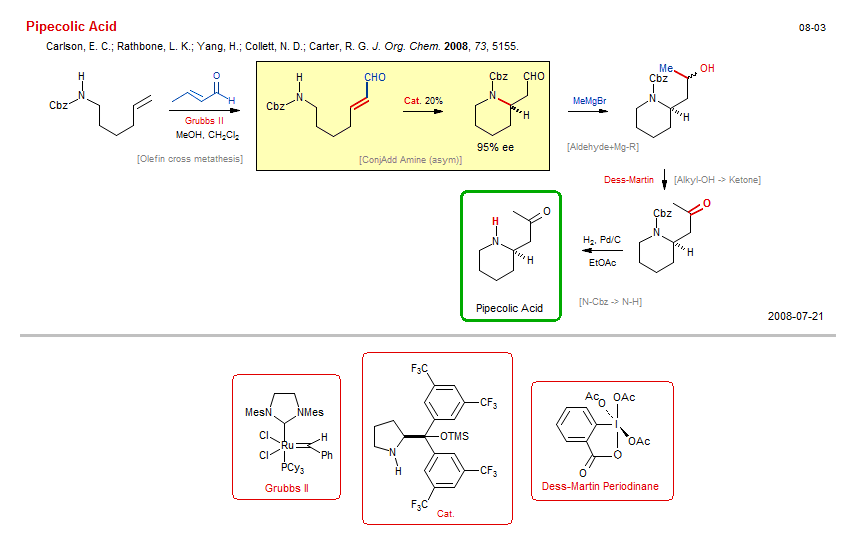 Pipecolic Acid
08-03
Carlson, E. C.; Rathbone, L. K.; Yang, H.; Collett, N. D.; Carter, R. G. J. Org. Chem. 2008, 73, 5155.
H
N
Cbz
O
H
Grubbs II
MeOH, CH2Cl2
[Olefin cross metathesis]
H
N
Cbz
CHO
[ConjAdd Amine (asym)]
Cat. 20%
Cbz
CHO
N
H
95% ee
MeMgBr
[Aldehyde+Mg-R]
Me
OH
Cbz
N
H
Dess-Martin
[Alkyl-OH -> Ketone]
Cbz
O
N
H
H2, Pd/C
EtOAc
[N-Cbz -> N-H]
H
O
N
H
Pipecolic Acid
2008-07-21
MesN
NMes
Cl
Cl
Ru
H
Ph
PCy3
Grubbs II
F3C
CF3
OTMS
N
H
CF3
F3C
Cat.
AcO
OAc
I
OAc
O
O
Dess-Martin Periodinane